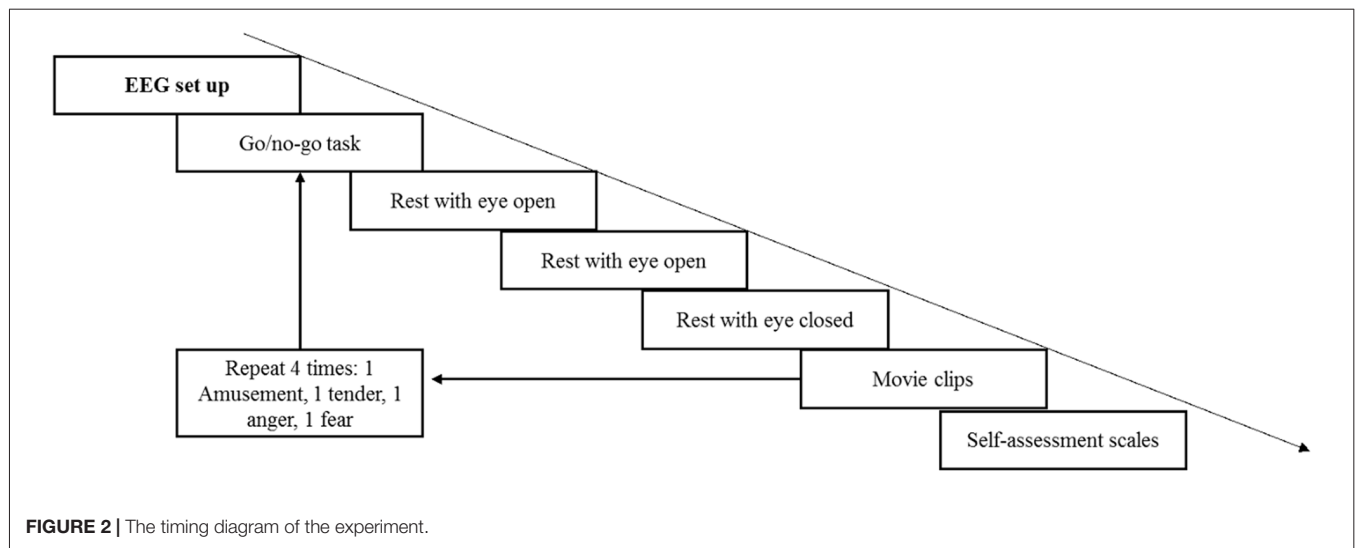 EEG set up
Go/no-go task
Rest with eye open
Rest with eye open
Rest with eye closed
Repeat 4 times: 1
Amusement, 1 tender, 1
anger, 1 fear
Movie clips
Self-assessment scales
FIGURE 2 | The timing diagram of the experiment.